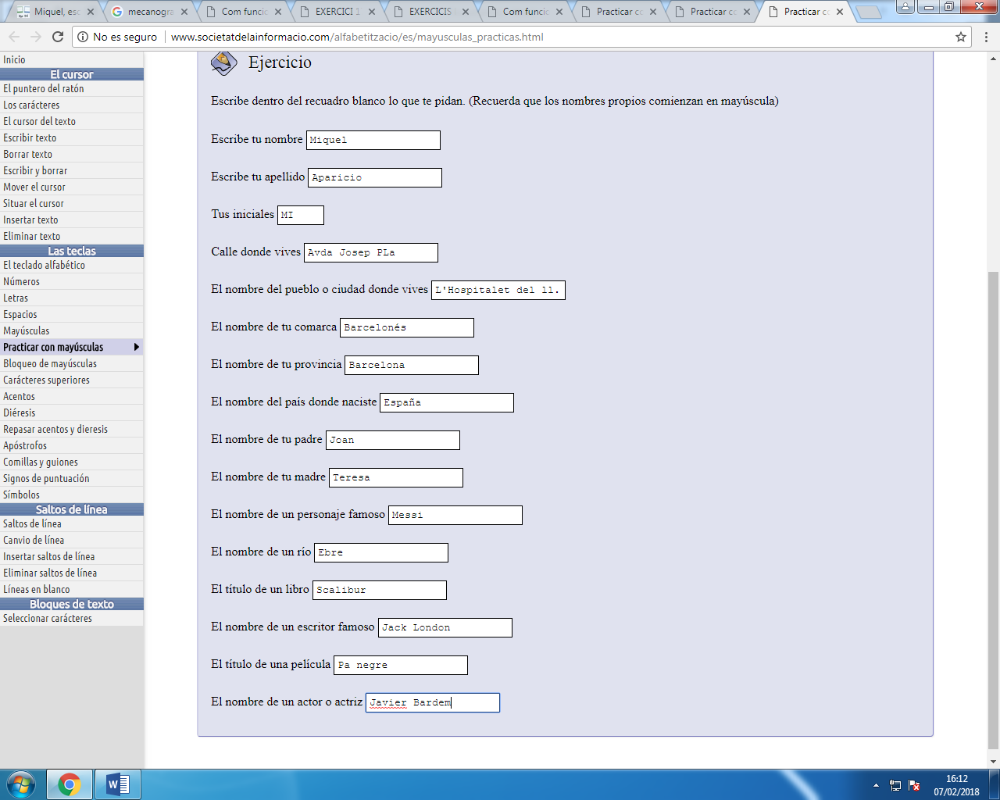 Miquel, esc
mecanogra
Com funcio
EXERCICI 1
EXERCICIS
Com funcio
Practicar co
Practicar co
Practicar co
No es seguro
www.societatdelainformacio.com/alfabetitzacio/es/mayusculas_practicas.html
Inicio
El cursor
El puntero del ratón
Los carácteres
El cursor del texto
Escribir texto
Borrar texto
Escribir y borrar
Mover el cursor
Situar el cursor
Insertar texto
Eliminar texto
Las teclas
El teclado alfabético
Números
Letras
Espacios
Mayúsculas
Practicar con mayúsculas
Bloqueo de mayúsculas
Carácteres superiores
Acentos
Diéresis
Repasar acentos y dieresis
Apóstrofos
Comillas y guiones
Signos de puntuación
Símbolos
Saltos de línea
Saltos de línea
Canvio de línea
Insertar saltos de línea
Eliminar saltos de línea
Líneas en blanco
Bloques de texto
Seleccionar carácteres
Ejercicio
Escribe dentro del recuadro blanco lo que te pidan. (Recuerda que los nombres propios comienzan en mayúscula)
Escribe tu nombre Miquel
Escribe tu apellido Aparicio
Tus iniciales MI
Calle donde vives Avda Josep PLa
El nombre del pueblo o ciudad donde vives L'Hospitalet del ll.
El nombre de tu comarca Barcelonés
El nombre de tu provincia Barcelona
El nombre del país donde naciste España
El nombre de tu padre Joan
El nombre de tu madre Teresa
El nombre de un personaje famoso Messi
El nombre de un río Ebre
El título de un libro Scalibur
El nombre de un escritor famoso Jack London
El título de una película Pa negre
El nombre de un actor o actriz Javier Bardem
16:12
07/02/2018